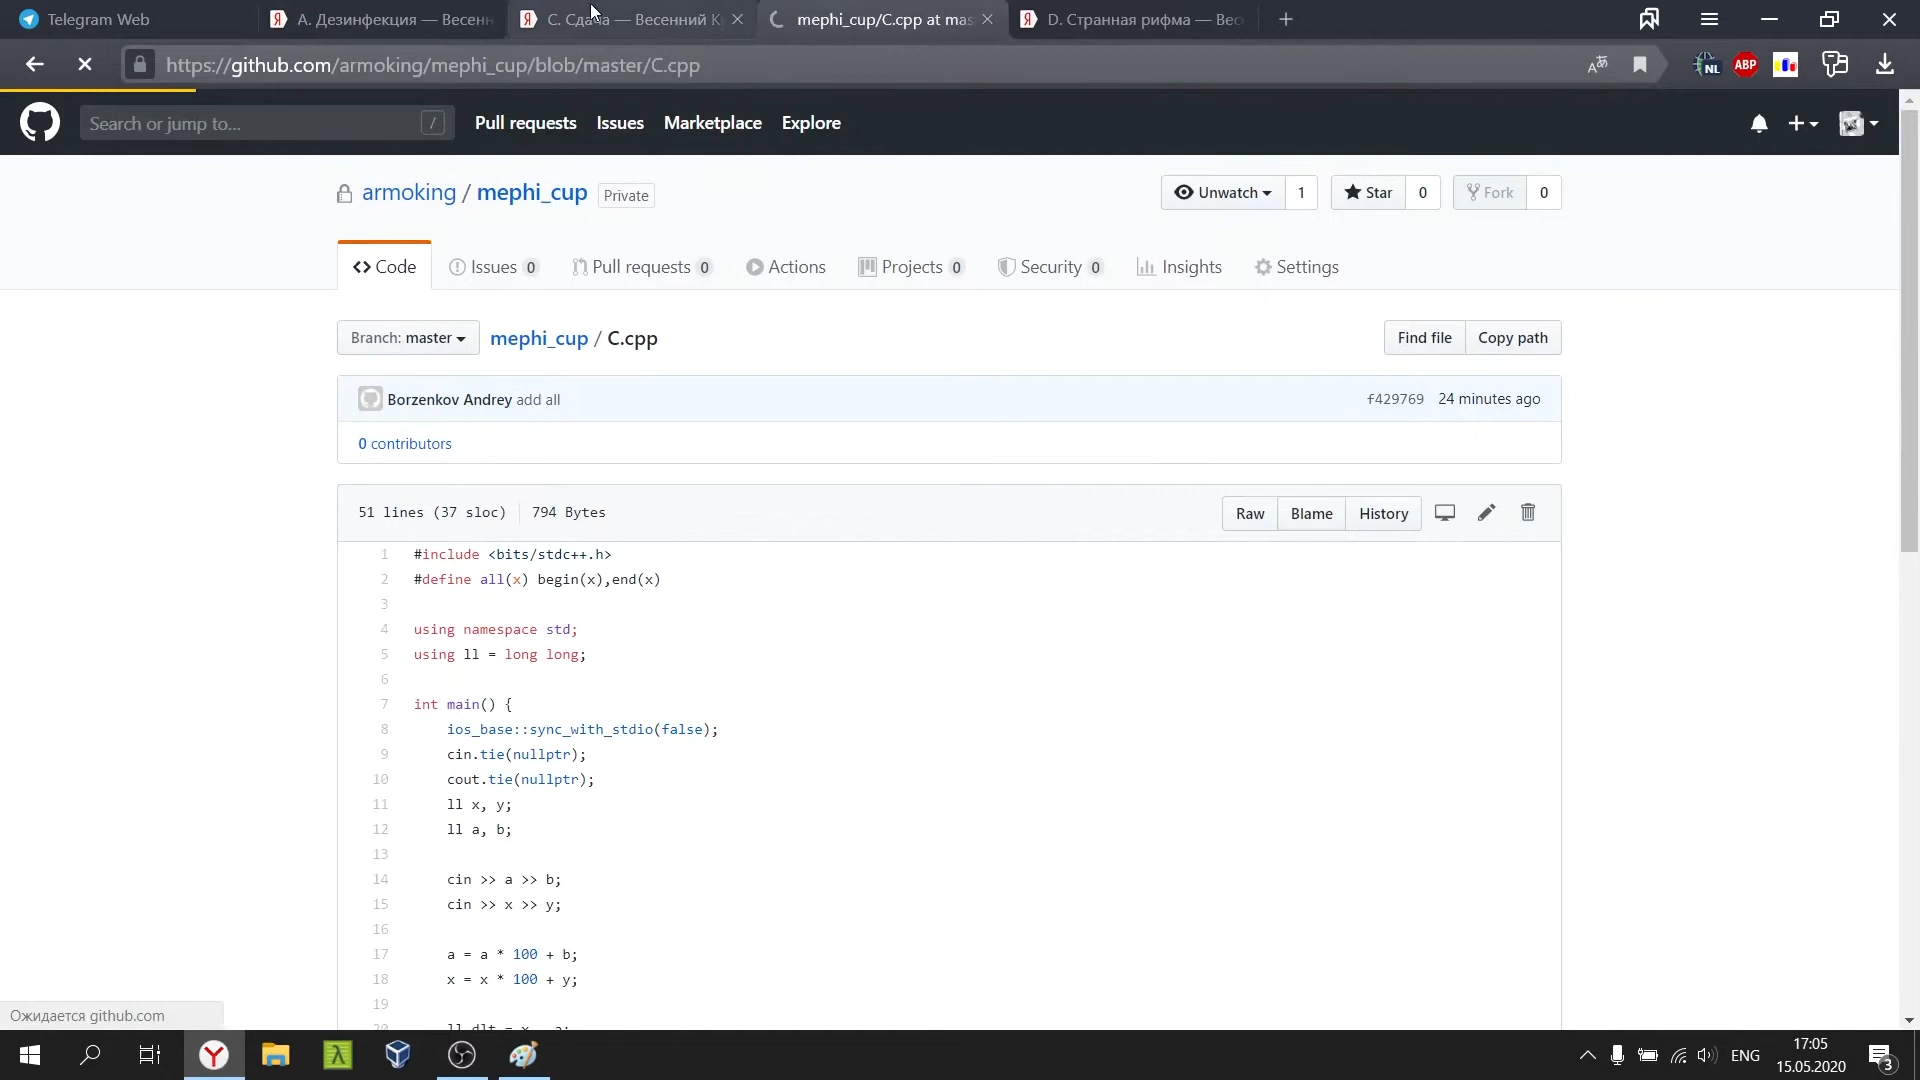 Telegram Web
А. Дезинфекция — Весенн
С. Сдача — Весенний К
mephi_cup/C.cpp at mas
D. Странная рифма — Вес
https://github.com/armoking/mephi_cup/blob/master/C.cpp
NL
ABP
Search or jump to...
/
Pull requests
Issues
Marketplace
Explore
armoking / mephi_cup
Private
Unwatch
1
Star
0
Fork
0
Code
Issues 0
Pull requests 0
Actions
Projects 0
Security 0
Insights
Settings
Branch: master
mephi_cup / C.cpp
Find file
Copy path
Borzenkov Andrey add all
f429769
24 minutes ago
0 contributors
51 lines (37 sloc)
794 Bytes
Raw
Blame
History
1 #include <bits/stdc++.h>
2 #define all(x) begin(x),end(x)
3
4 using namespace std;
5 using ll = long long;
6
7 int main() {
8 ios_base::sync_with_stdio(false);
9 cin.tie(nullptr);
10 cout.tie(nullptr);
11 ll x, y;
12 ll a, b;
13
14 cin >> a >> b;
15 cin >> x >> y;
16
17 a = a * 100 + b;
18 x = x * 100 + y;
19
20 ll dlt = x - a;
Ожидается github.com
ENG
17:05
15.05.2020
3